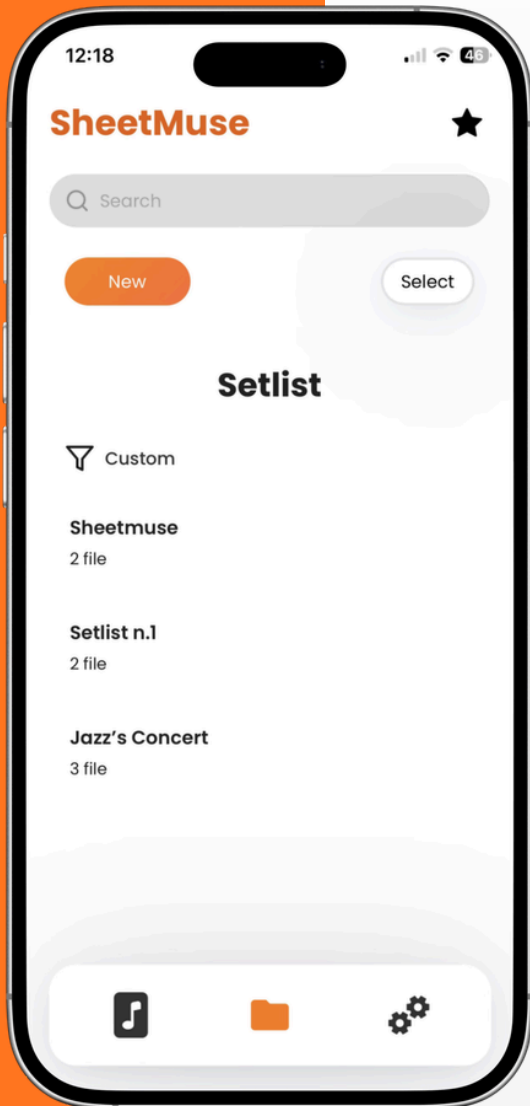 12:18
46
SheetMuse
Search
New
Select
Setlist
Custom
Sheetmuse
2 file
Setlist n.1
2 file
Jazz’s Concert
3 file